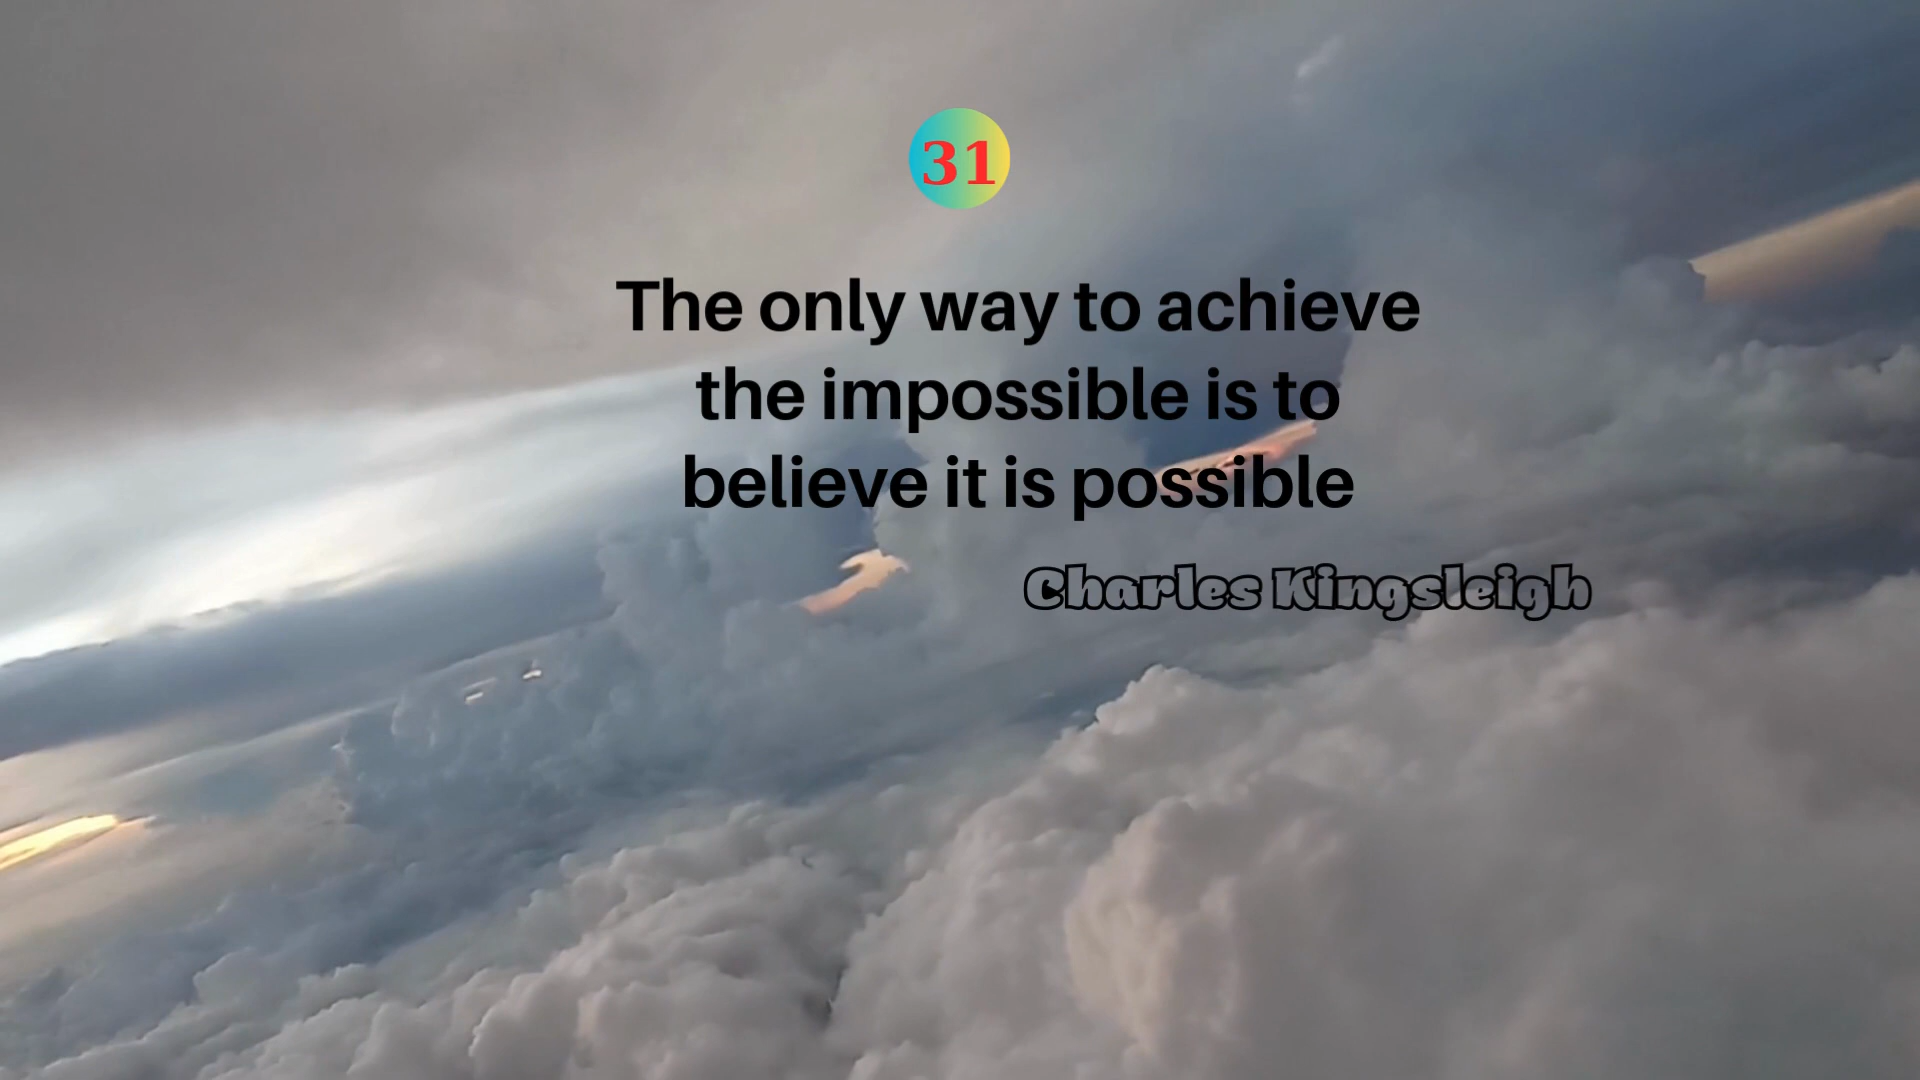 31
The only way to achieve
the impossible is to
believe it is possible
Charles Kingsleigh